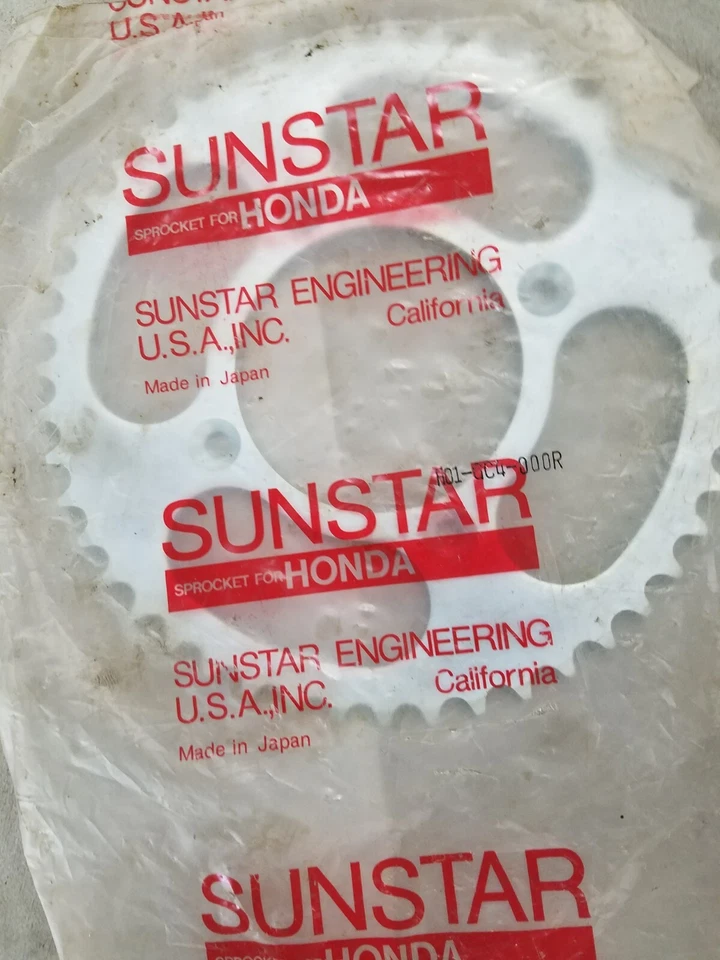 U.S.A.
SUNSTAR
SPROCKET FOR HONDA
SUNSTAR ENGINEERING
U.S.A.,INC. California
Made in Japan
SUNSTAR
SPROCKET FOR HONDA
SUNSTAR ENGINEERING
U.S.A.,INC. California
Made in Japan
SUNSTAR
HONDA